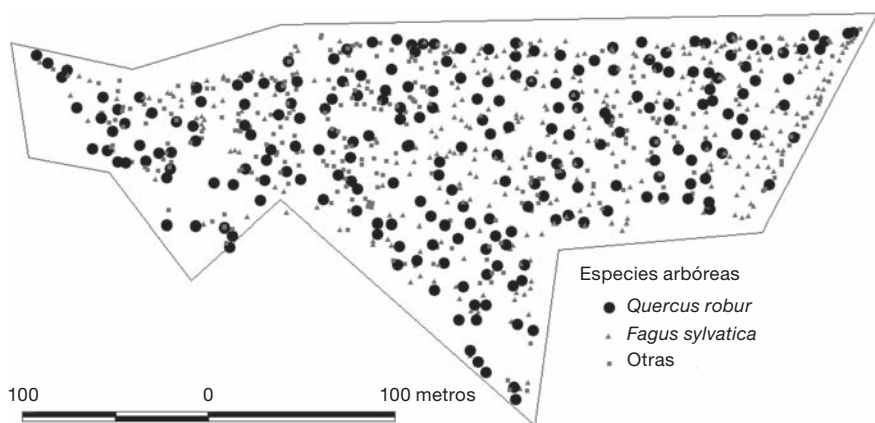 Especies arbóreas
Quercus robur
Fagus sylvatica
Otras
100 0 100 metros